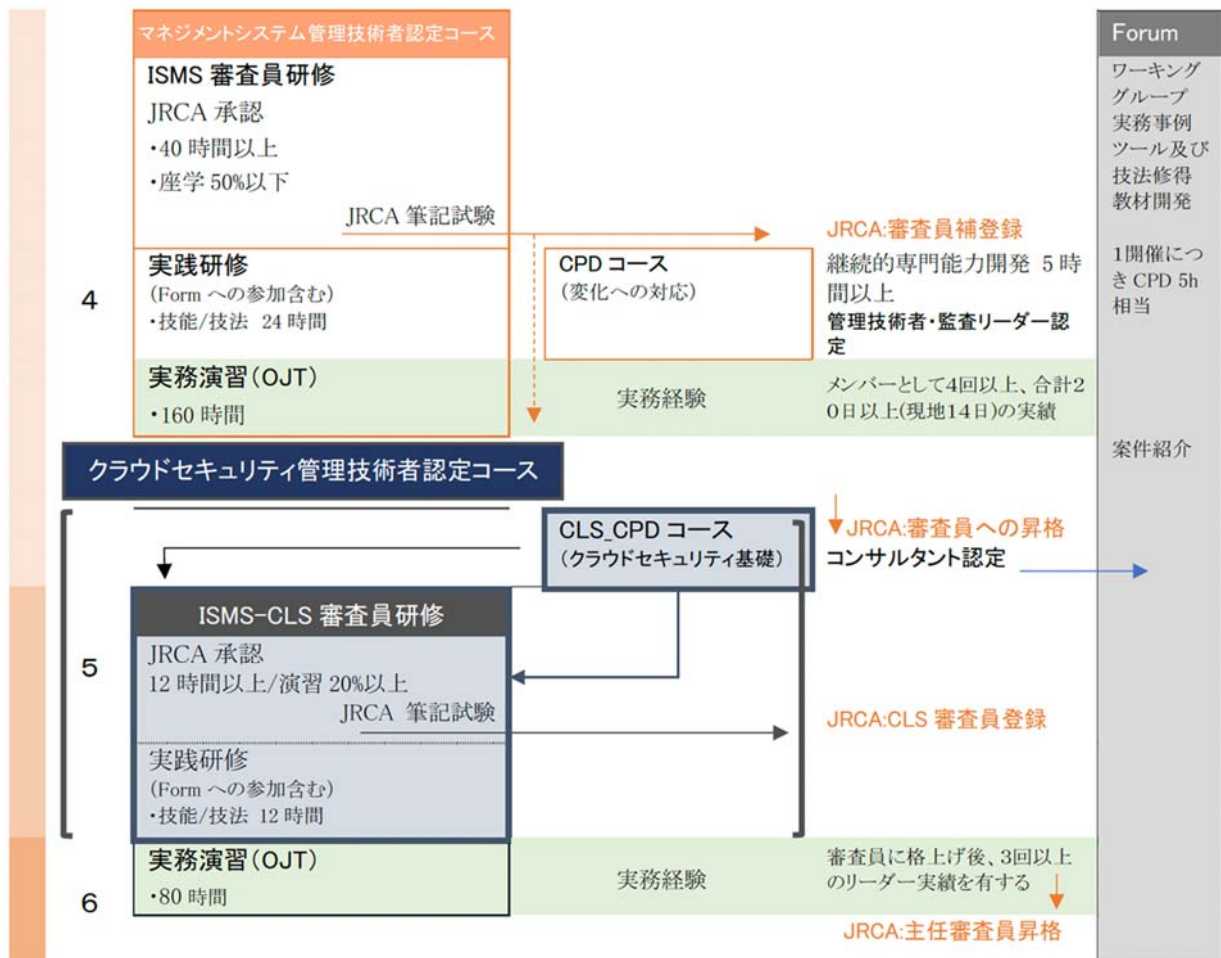 マネジメントシステム管理技術者認定コース
ISMS 審査員研修
JRCA 承認
・40 時間以上
・座学 50%以下
JRCA 筆記試験
4
実践研修
(Form への参加含む)
・技能/技法 24 時間
CPD コース
(変化への対応)
JRCA:審査員補登録
継続的専門能力開発 5 時
間以上
管理技術者・監査リーダー認
定
実務演習(OJT)
・160 時間
実務経験
メンバーとして4回以上、合計2
0日以上(現地14日)の実績
クラウドセキュリティ管理技術者認定コース
CLS_CPD コース
(クラウドセキュリティ基礎)
JRCA:審査員への昇格
コンサルタント認定
5
ISMS-CLS 審査員研修
JRCA 承認
12 時間以上/演習 20%以上
JRCA 筆記試験
JRCA:CLS 審査員登録
実践研修
(Form への参加含む)
・技能/技法 12 時間
6
実務演習(OJT)
・80 時間
実務経験
審査員に格上げ後、3回以上
のリーダー実績を有する
JRCA:主任審査員昇格
Forum
ワーキング
グループ
実務事例
ツール及び
技法修得
教材開発
1開催につ
き CPD 5h
相当
案件紹介